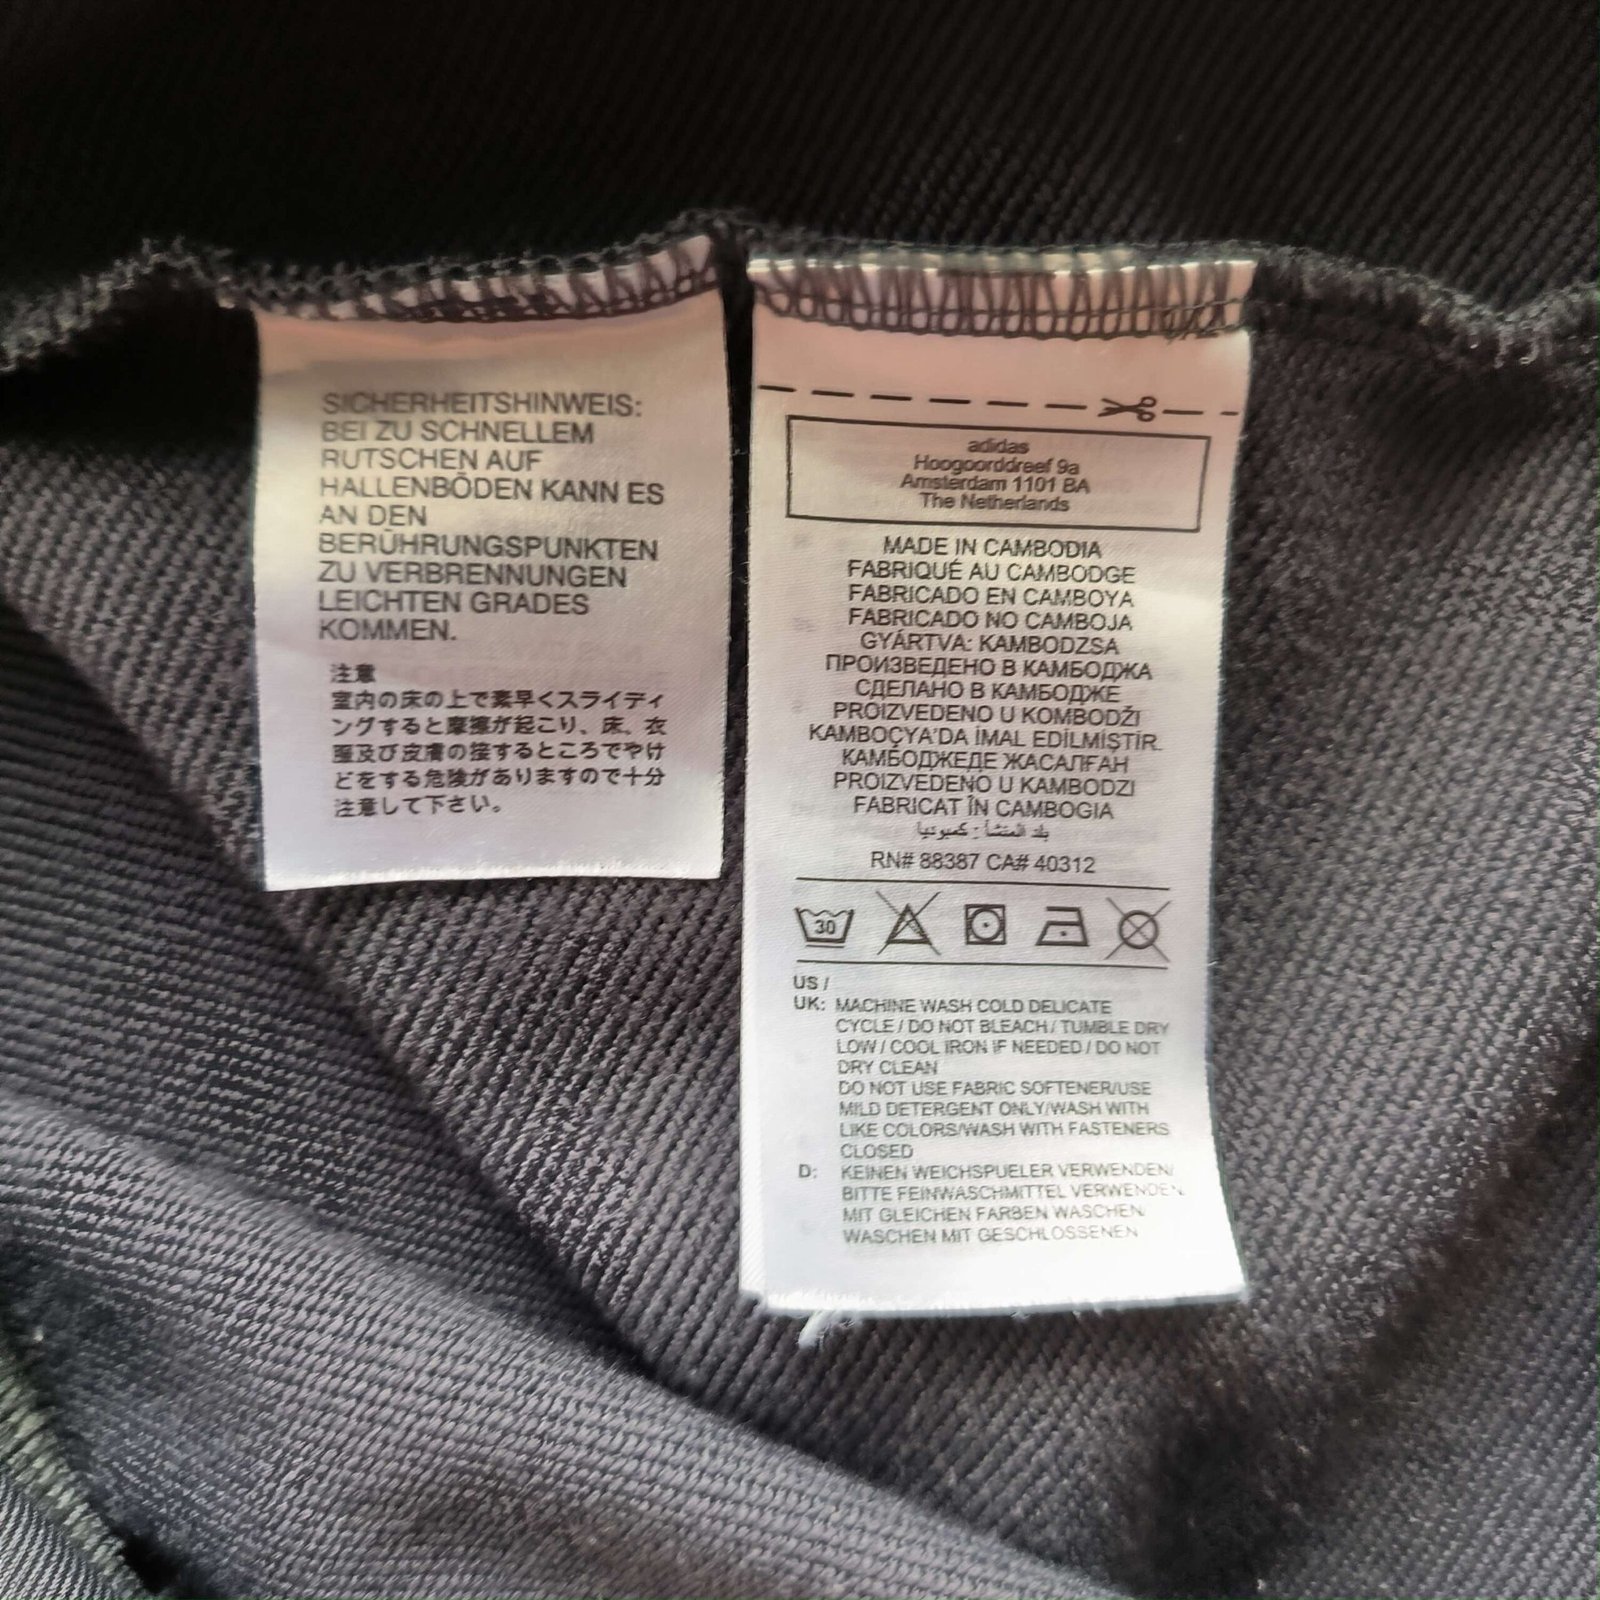 SICHERHEITSHINWEIS:
BEI ZU SCHNELLEM
RUTSCHEN AUF
HALLENBÖDEN KANN ES
AN DEN
BERÜHRUNGSPUNKTEN
ZU VERBRENNUNGEN
LEICHTEN GRADES
KOMMEN.
注意
室内の床の上で素早くスライディ
ングすると摩擦が起こり、床、衣
服及び皮膚の接するところでやけ
どをする危険がありますので十分
注意して下さい。
adidas
Hoogoorddreef 9a
Amsterdam 1101 BA
The Netherlands
MADE IN CAMBODIA
FABRIQUÉ AU CAMBODGE
FABRICADO EN CAMBOYA
FABRICADO NO CAMBOJA
GYÁRTVA: KAMBODZSA
ПРОИЗВЕДЕНО В КАМБОДЖА
СДЕЛАНО В КАМБОДЖЕ
PROIZVEDENO U KOMBODŽI
KAMBOÇYA'DA İMAL EDİLMİŞTİR.
КАМБОДЖЕДЕ ЖАСАЛҒАН
PROIZVEDENO U KAMBODZI
FABRICAT ÎN CAMBOGIA
بلد المنشأ : كمبوديا
RN# 88387 CA# 40312
30
US /
UK: MACHINE WASH COLD DELICATE
CYCLE / DO NOT BLEACH / TUMBLE DRY
LOW / COOL IRON IF NEEDED / DO NOT
DRY CLEAN
DO NOT USE FABRIC SOFTENER/USE
MILD DETERGENT ONLY/WASH WITH
LIKE COLORS/WASH WITH FASTENERS
CLOSED
D: KEINEN WEICHSPUELER VERWENDEN/
BITTE FEINWASCHMITTEL VERWENDEN,
MIT GLEICHEN FARBEN WASCHEN/
WASCHEN MIT GESCHLOSSENEN